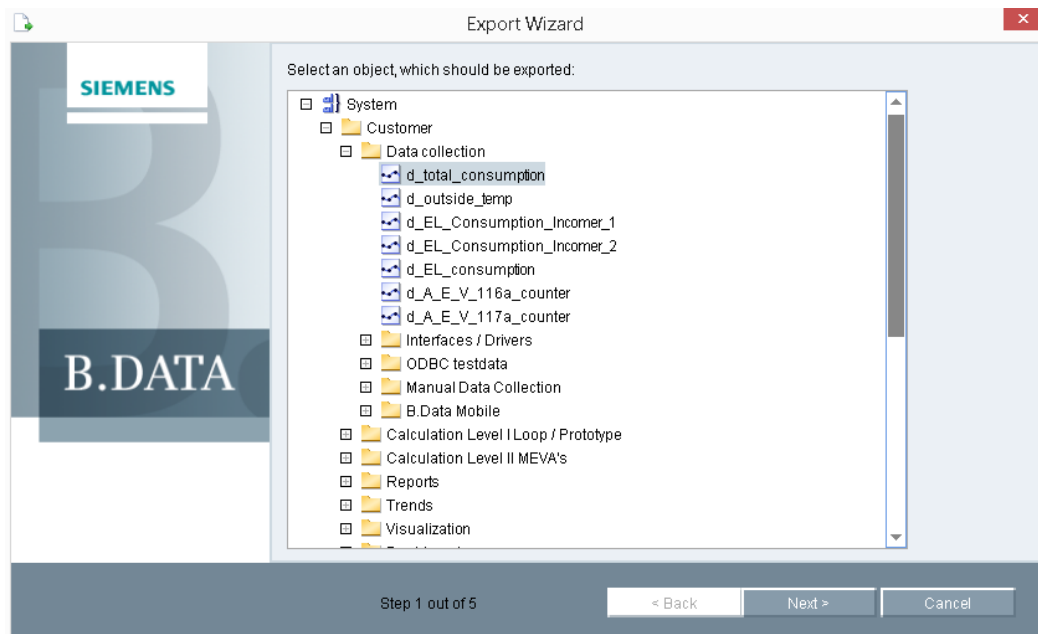 Export Wizard
SIEMENS
B.DATA
Select an object, which should be exported:
System
Customer
Data collection
d_total_consumption
d_outside_temp
d_EL_Consumption_Incomer_1
d_EL_Consumption_Incomer_2
d_EL_consumption
d_A_E_V_116a_counter
d_A_E_V_117a_counter
Interfaces / Drivers
ODBC testdata
Manual Data Collection
B.Data Mobile
Calculation Level I Loop / Prototype
Calculation Level II MEVA's
Reports
Trends
Visualization
Step 1 out of 5
< Back
Next >
Cancel